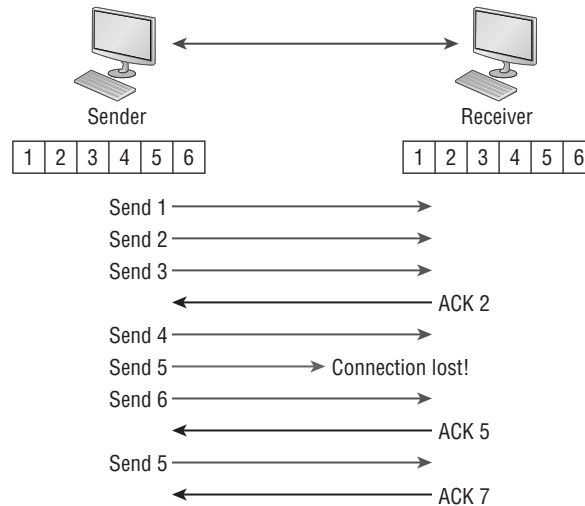 Sender Receiver
1 2 3 4 5 6 1 2 3 4 5 6
Send 1
Send 2
Send 3
ACK 2
Send 4
Send 5 Connection lost!
Send 6
ACK 5
Send 5
ACK 7